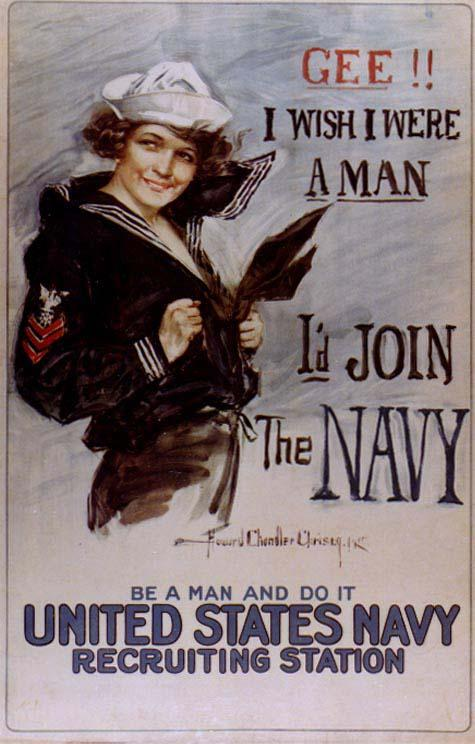 GEE!!
I WISH I WERE
A MAN
I'd JOIN
The NAVY
Howard Chandler Christy
BE A MAN AND DO IT
UNITED STATES NAVY
RECRUITING STATION